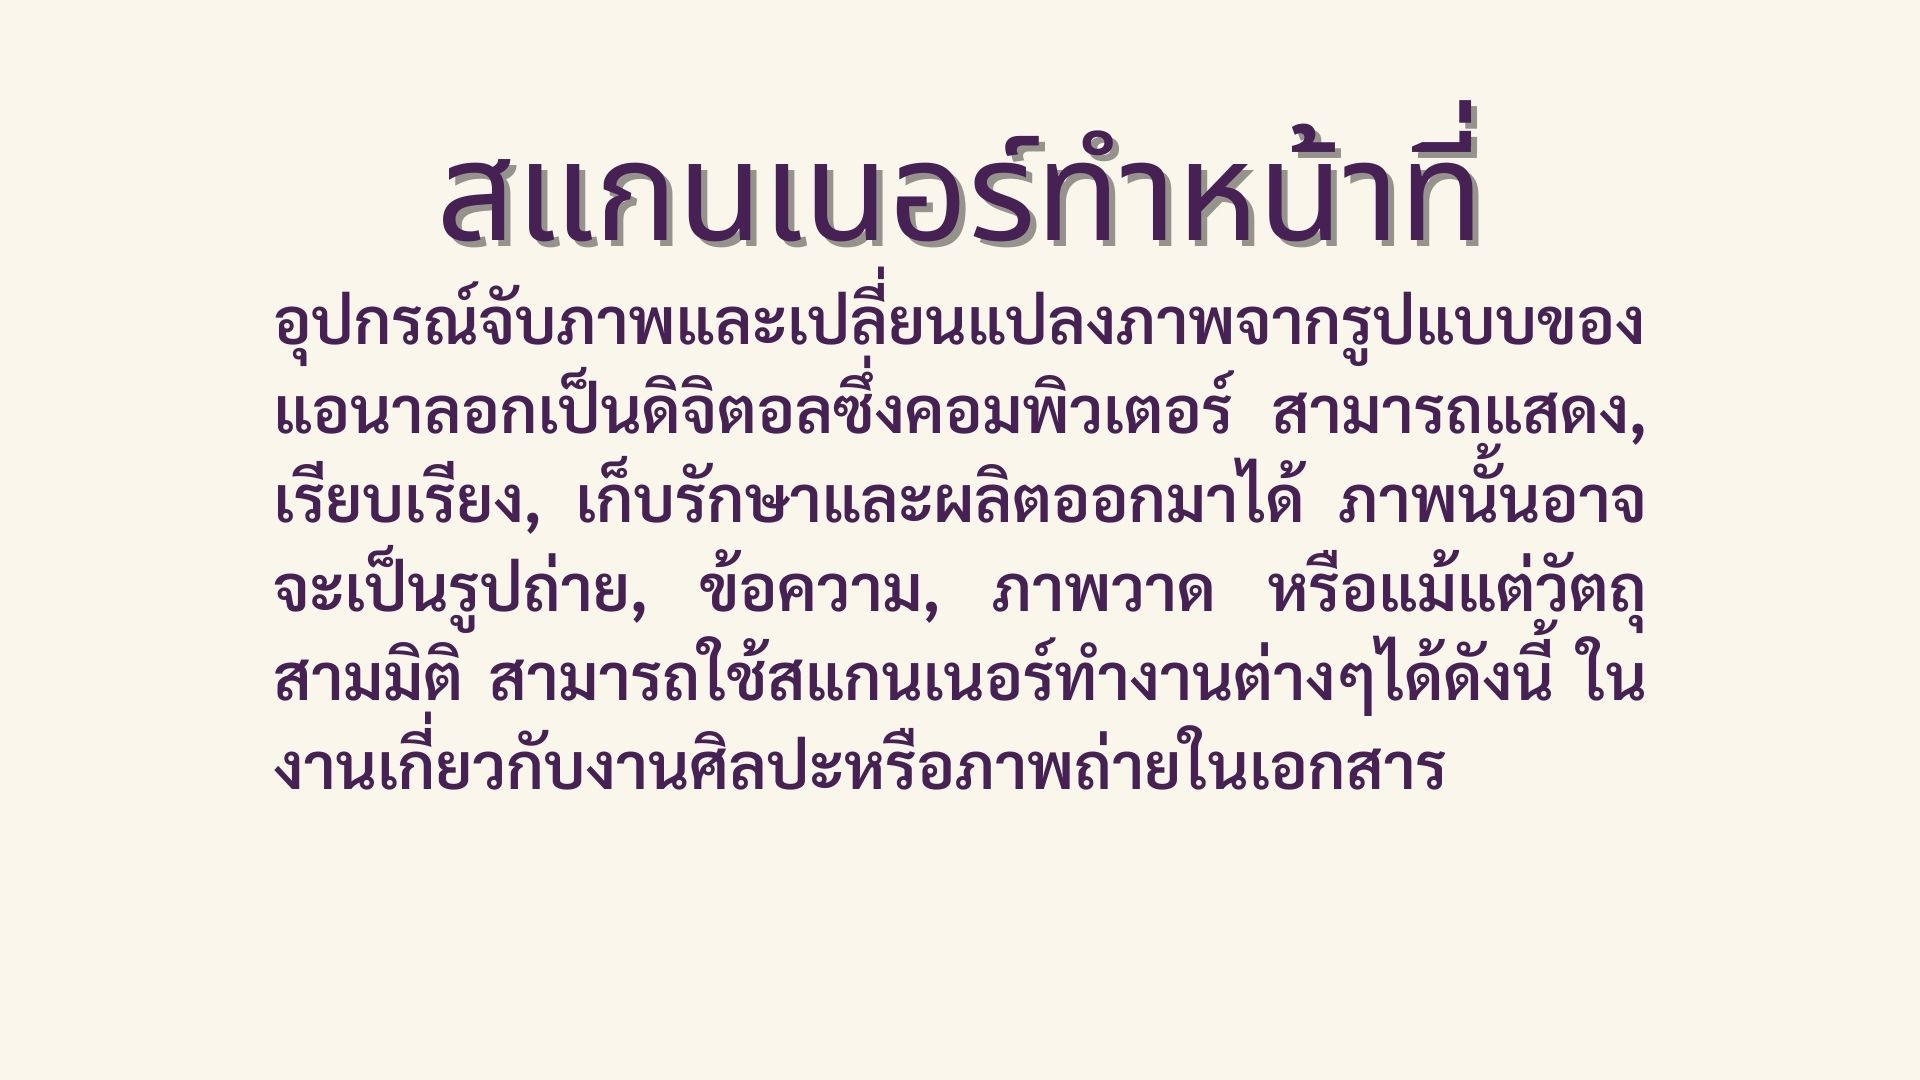 สแกนเนอร์ทำหน้าที่
อุปกรณ์จับภาพและเปลี่ยนแปลงภาพจากรูปแบบของ
แอนาลอกเป็นดิจิตอลซึ่งคอมพิวเตอร์ สามารถแสดง,
เรียบเรียง, เก็บรักษาและผลิตออกมาได้ ภาพนั้นอาจ
จะเป็นรูปถ่าย, ข้อความ, ภาพวาด หรือแม้แต่วัตถุ
สามมิติ สามารถใช้สแกนเนอร์ทำงานต่างๆได้ดังนี้ ใน
งานเกี่ยวกับงานศิลปะหรือภาพถ่ายในเอกสาร